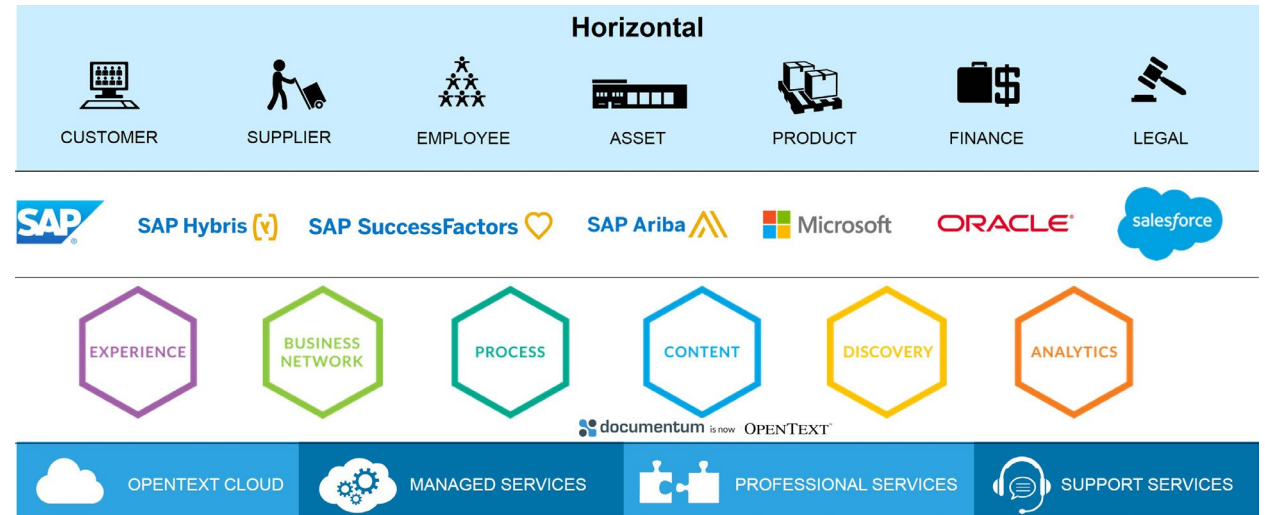 Horizontal
CUSTOMER
SUPPLIER
EMPLOYEE
ASSET
PRODUCT
FINANCE
LEGAL
SAP
SAP Hybris
SAP SuccessFactors
SAP Ariba
Microsoft
ORACLE
salesforce
EXPERIENCE
BUSINESS
NETWORK
PROCESS
CONTENT
DISCOVERY
ANALYTICS
documentum is now OPENTEXT
OPENTEXT CLOUD
MANAGED SERVICES
PROFESSIONAL SERVICES
SUPPORT SERVICES